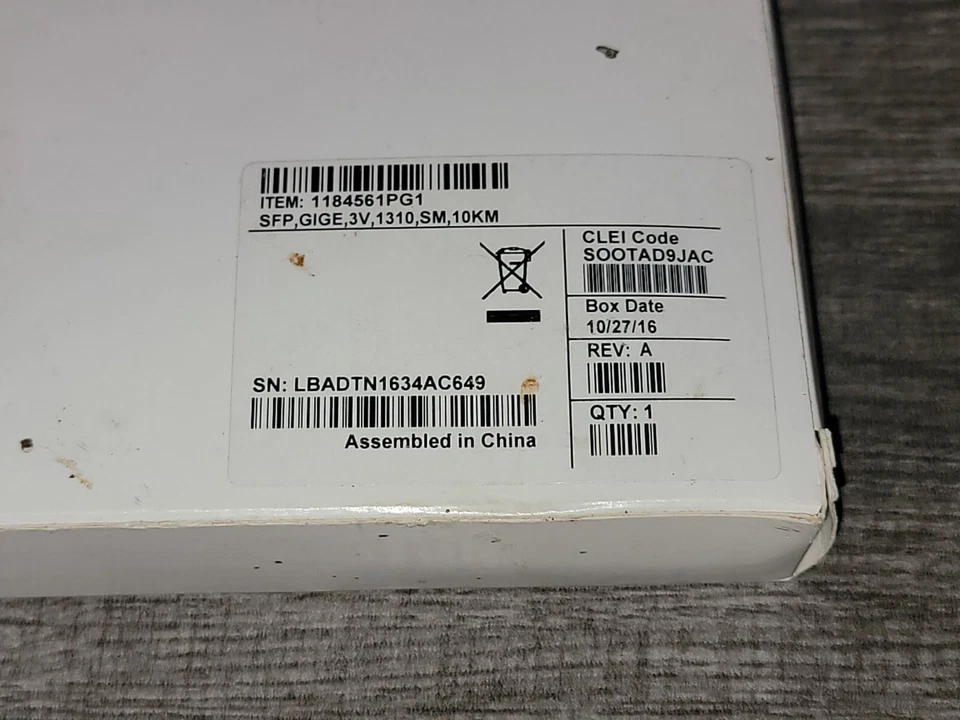 ITEM: 1184561PG1
SFP,GIGE,3V,1310,SM,10KM
CLEI Code
SOOTAD9JAC
Box Date
10/27/16
REV: A
SN: LBADTN1634AC649
QTY: 1
Assembled in China